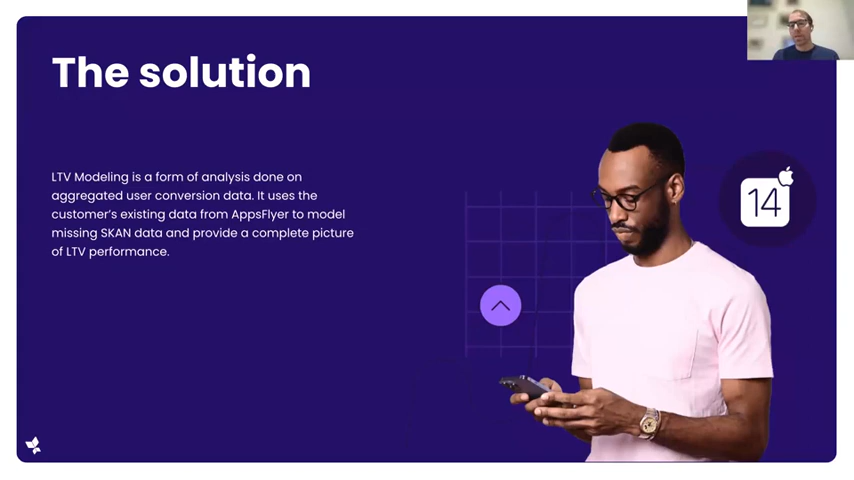 The solution
LTV Modeling is a form of analysis done on
aggregated user conversion data. It uses the
customer's existing data from AppsFlyer to model
missing SKAN data and provide a complete picture
of LTV performance.
14